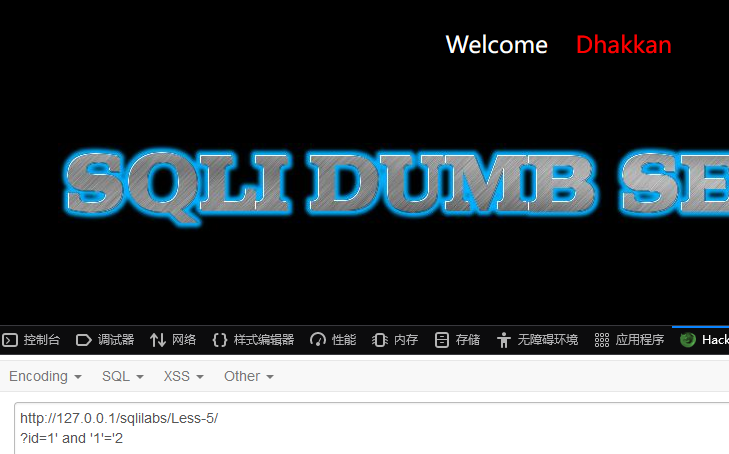 Welcome Dhakkan
SQLI DUMB SE
控制台 调试器 网络 样式编辑器 性能 内存 存储 无障碍环境 应用程序 Hack
Encoding SQL XSS Other
http://127.0.0.1/sqlilabs/Less-5/
?id=1' and '1'='2